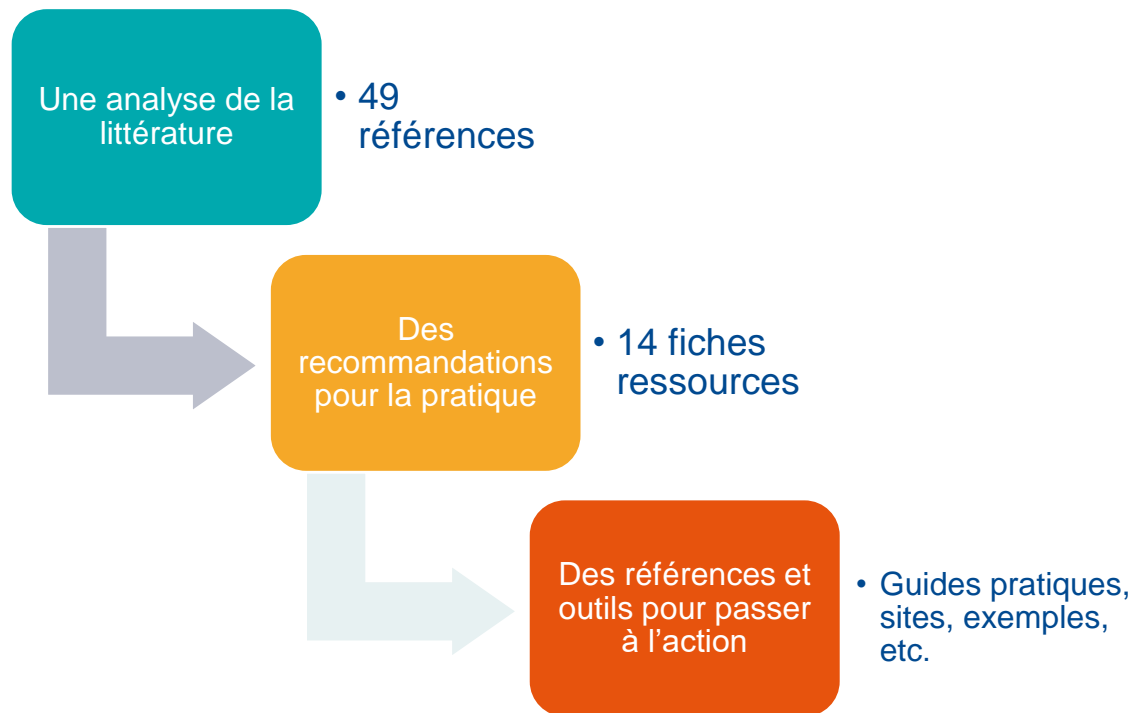 Une analyse de la
littérature
• 49
références
Des
recommandations
pour la pratique
• 14 fiches
ressources
Des références et
outils pour passer
à l’action
• Guides pratiques,
sites, exemples,
etc.